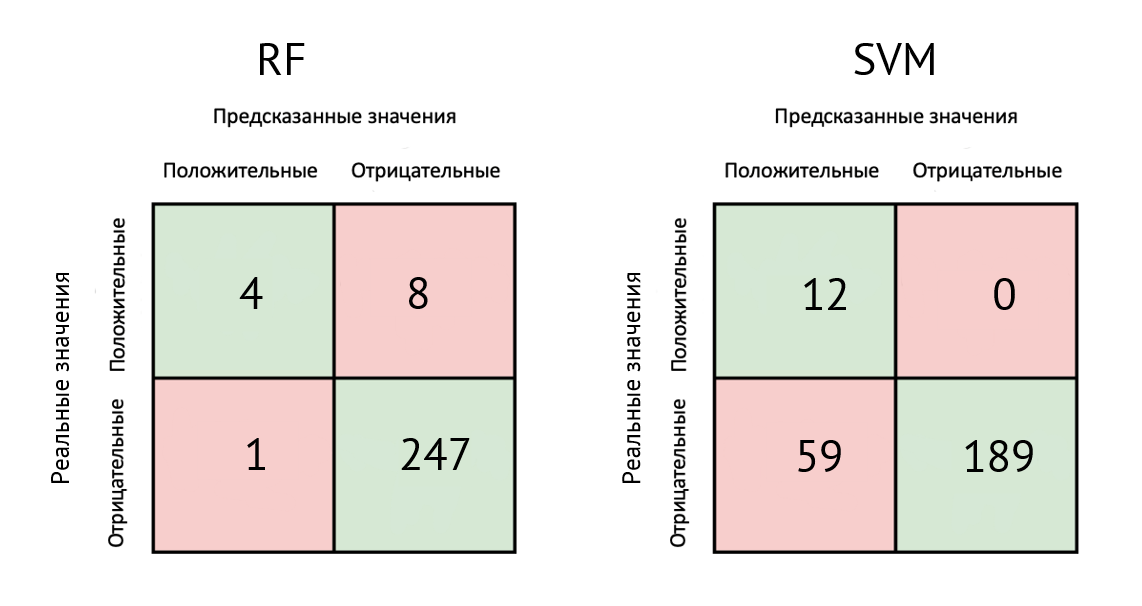 RF
Предсказанные значения
Положительные Отрицательные
Реальные значения
Положительные
Отрицательные
4 8
1 247
SVM
Предсказанные значения
Положительные Отрицательные
Реальные значения
Положительные
Отрицательные
12 0
59 189